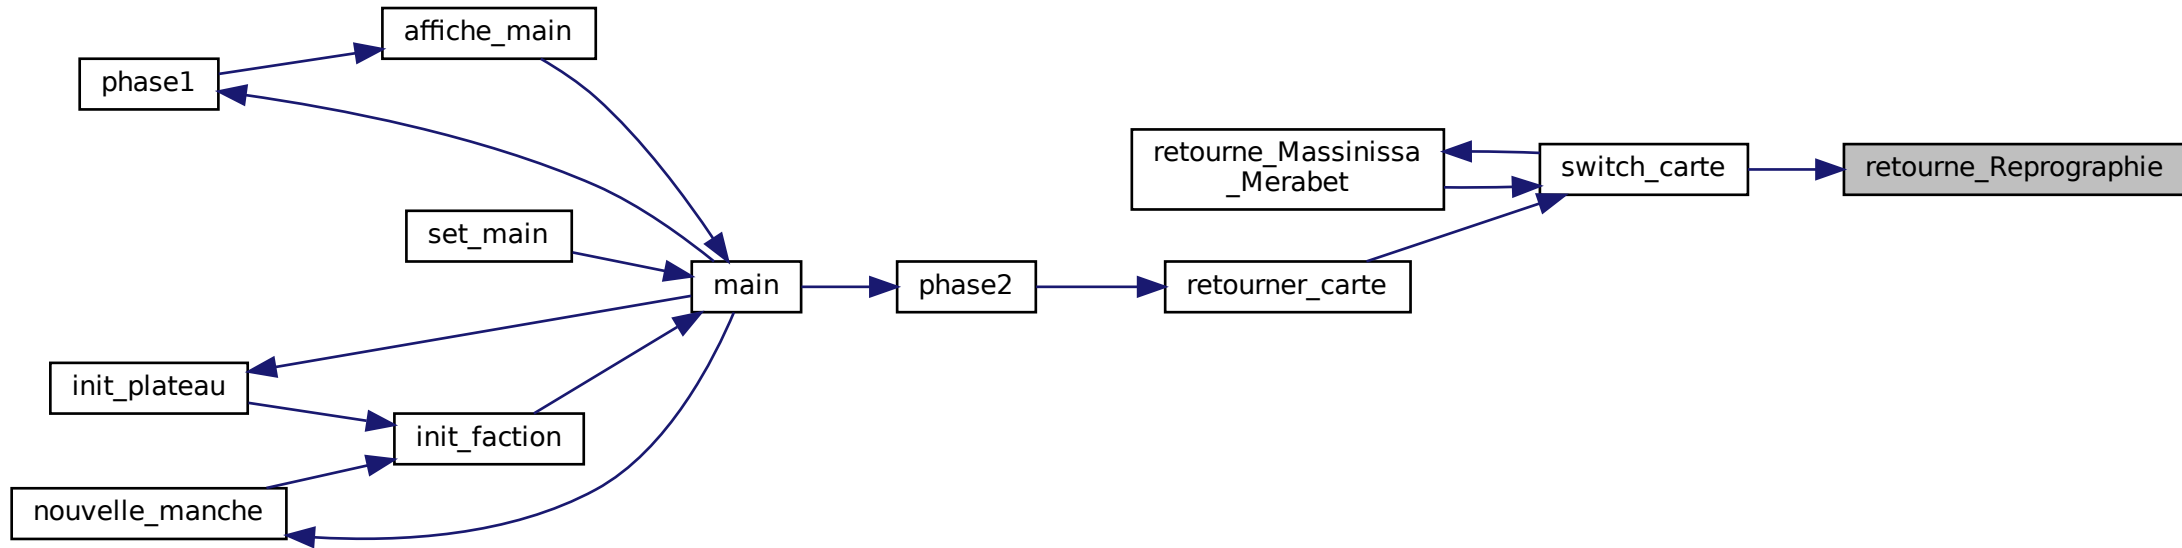 affiche_main
phase1
retourne_Massinissa
_Merabet
switch_carte
retourne_Reprographie
set_main
main
phase2
retourner_carte
init_plateau
init_faction
nouvelle_manche